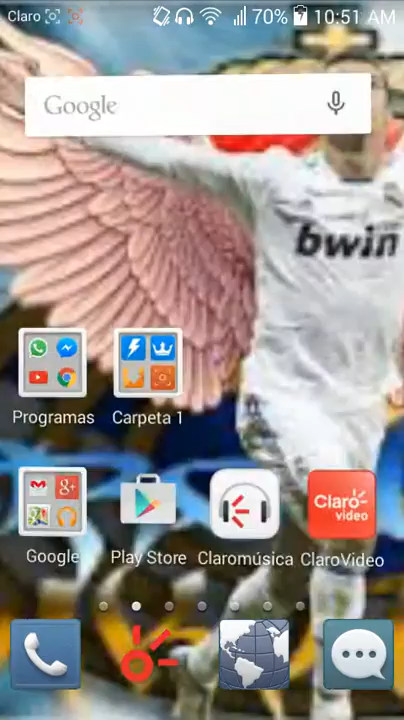 Claro 70% 10:51 AM
Google
bwin
Programas Carpeta 1
Google Play Store Claromúsica ClaroVideo
Claro video